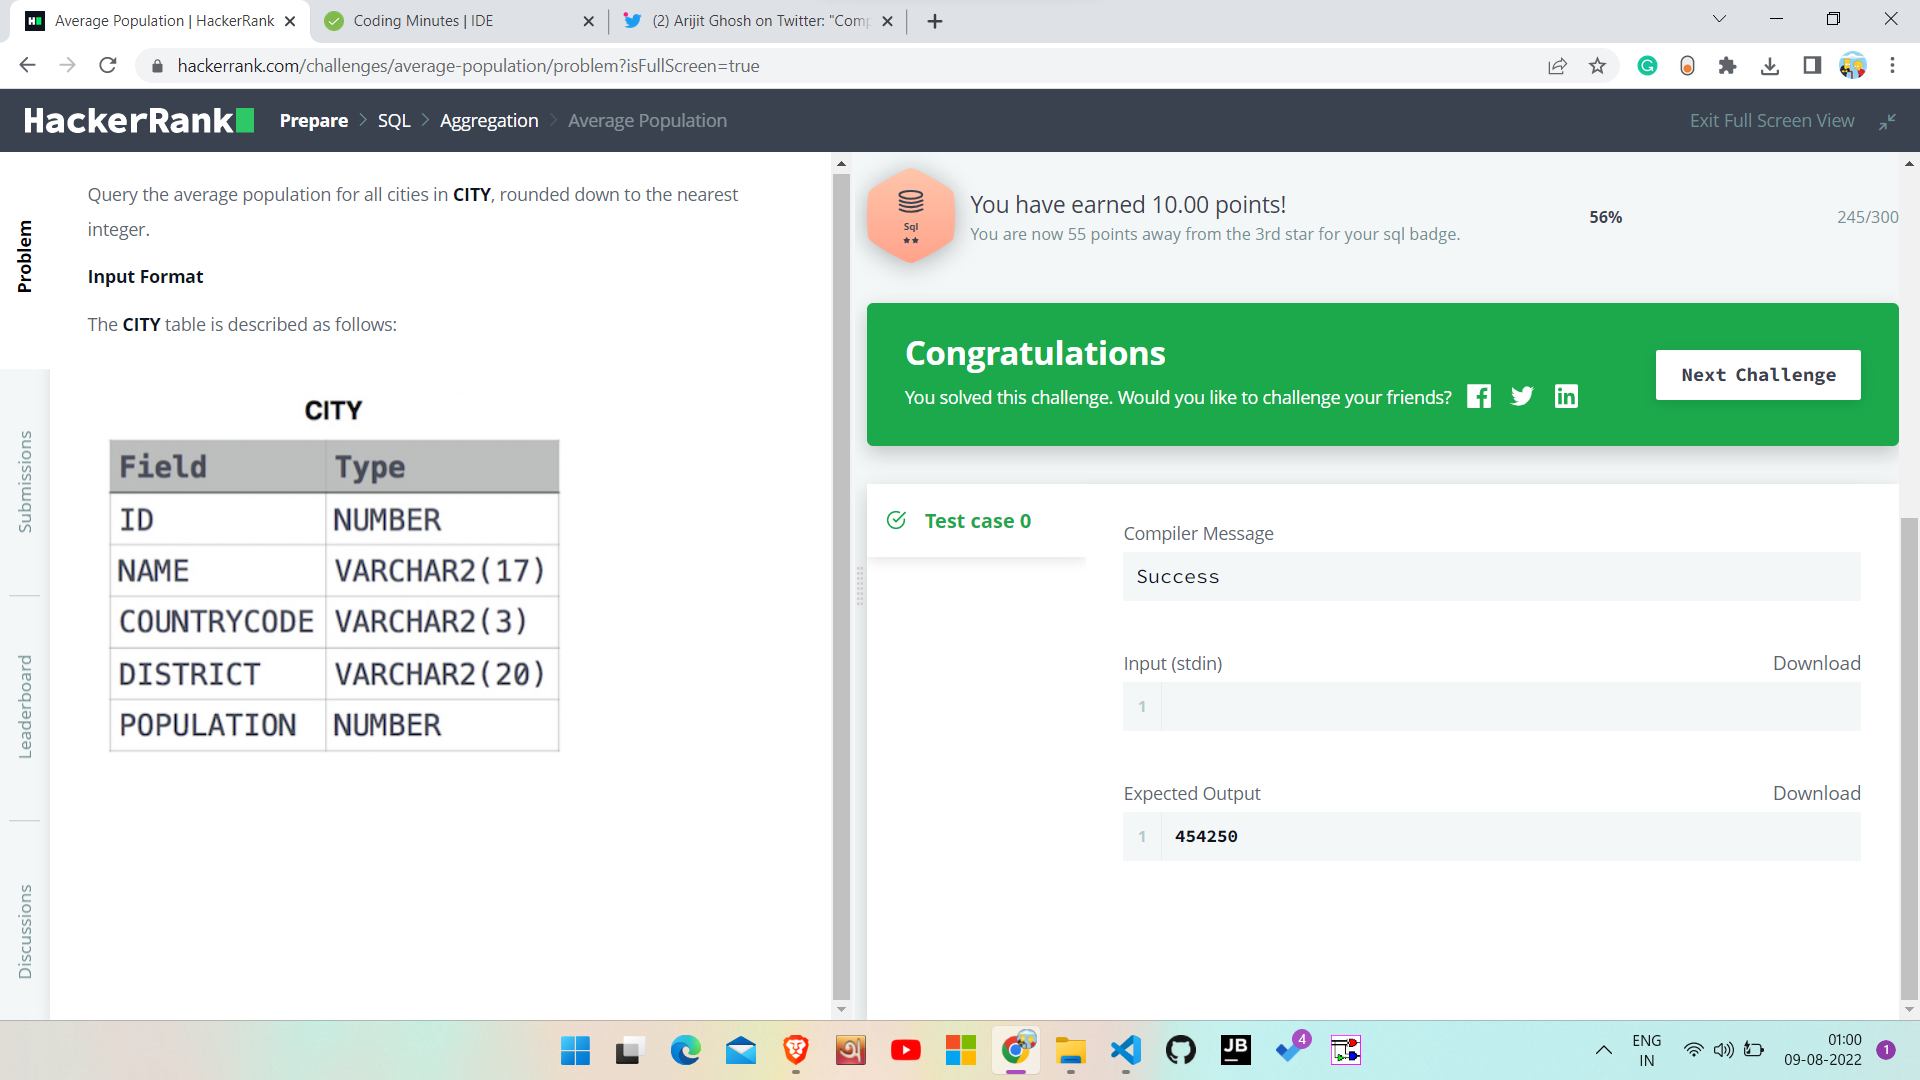 Average Population | HackerRank
Coding Minutes | IDE
(2) Arijit Ghosh on Twitter: "Comp
hackerrank.com/challenges/average-population/problem?isFullScreen=true
HackerRank
Prepare > SQL > Aggregation > Average Population
Exit Full Screen View
Problem
Submissions
Leaderboard
Discussions
Query the average population for all cities in CITY, rounded down to the nearest
integer.
Input Format
The CITY table is described as follows:
CITY
Field Type
ID NUMBER
NAME VARCHAR2(17)
COUNTRYCODE VARCHAR2(3)
DISTRICT VARCHAR2(20)
POPULATION NUMBER
Sql
You have earned 10.00 points!
You are now 55 points away from the 3rd star for your sql badge.
56%
245/300
Congratulations
You solved this challenge. Would you like to challenge your friends?
Next Challenge
Test case 0
Compiler Message
Success
Input (stdin)
Download
1
Expected Output
Download
1 454250
JB
4
ENG
IN
01:00
09-08-2022
1